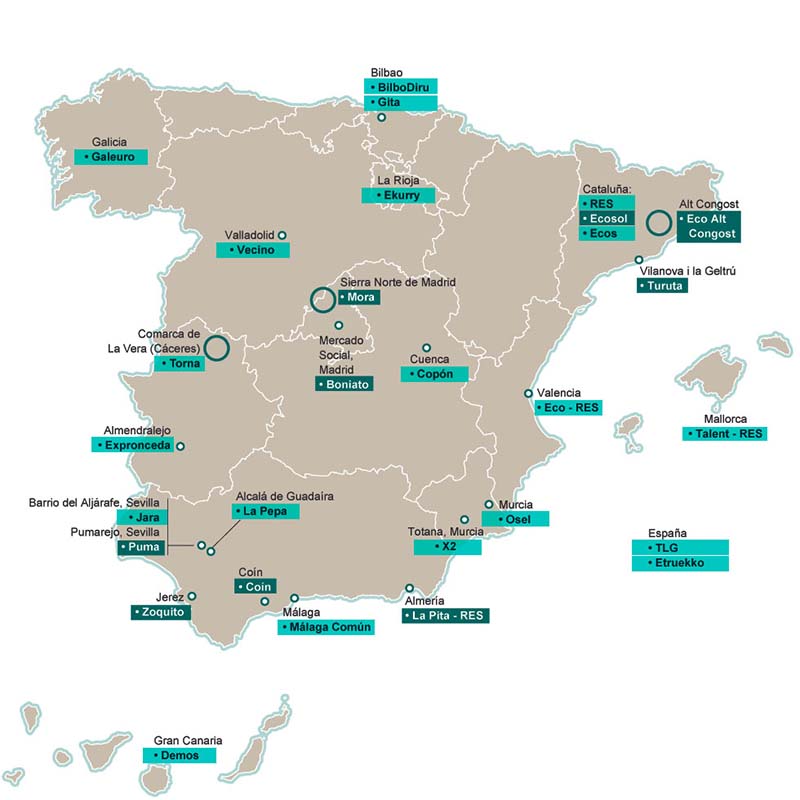 Bilbao
• BilboDiru
• Gita
Galicia
• Galeuro
La Rioja
• Ekurry
Cataluña:
• RES
• Ecosol
• Ecos
Alt Congost
• Eco Alt
Congost
Valladolid
• Vecino
Vilanova i la Geltrú
• Turuta
Sierra Norte de Madrid
• Mora
Comarca de
La Vera (Cáceres)
• Torna
Mercado
Social,
Madrid
• Boniato
Cuenca
• Copón
Valencia
• Eco - RES
Mallorca
• Talent - RES
Almendralejo
• Expronceda
Barrio del Aljárafe, Sevilla
• Jara
Alcalá de Guadaíra
• La Pepa
Pumarejo, Sevilla
• Puma
Murcia
• Osel
Totana, Murcia
• X2
España
• TLG
• Etruekko
Coín
• Coín
Jerez
• Zoquito
Málaga
• Málaga Común
Almería
• La Pita - RES
Gran Canaria
• Demos